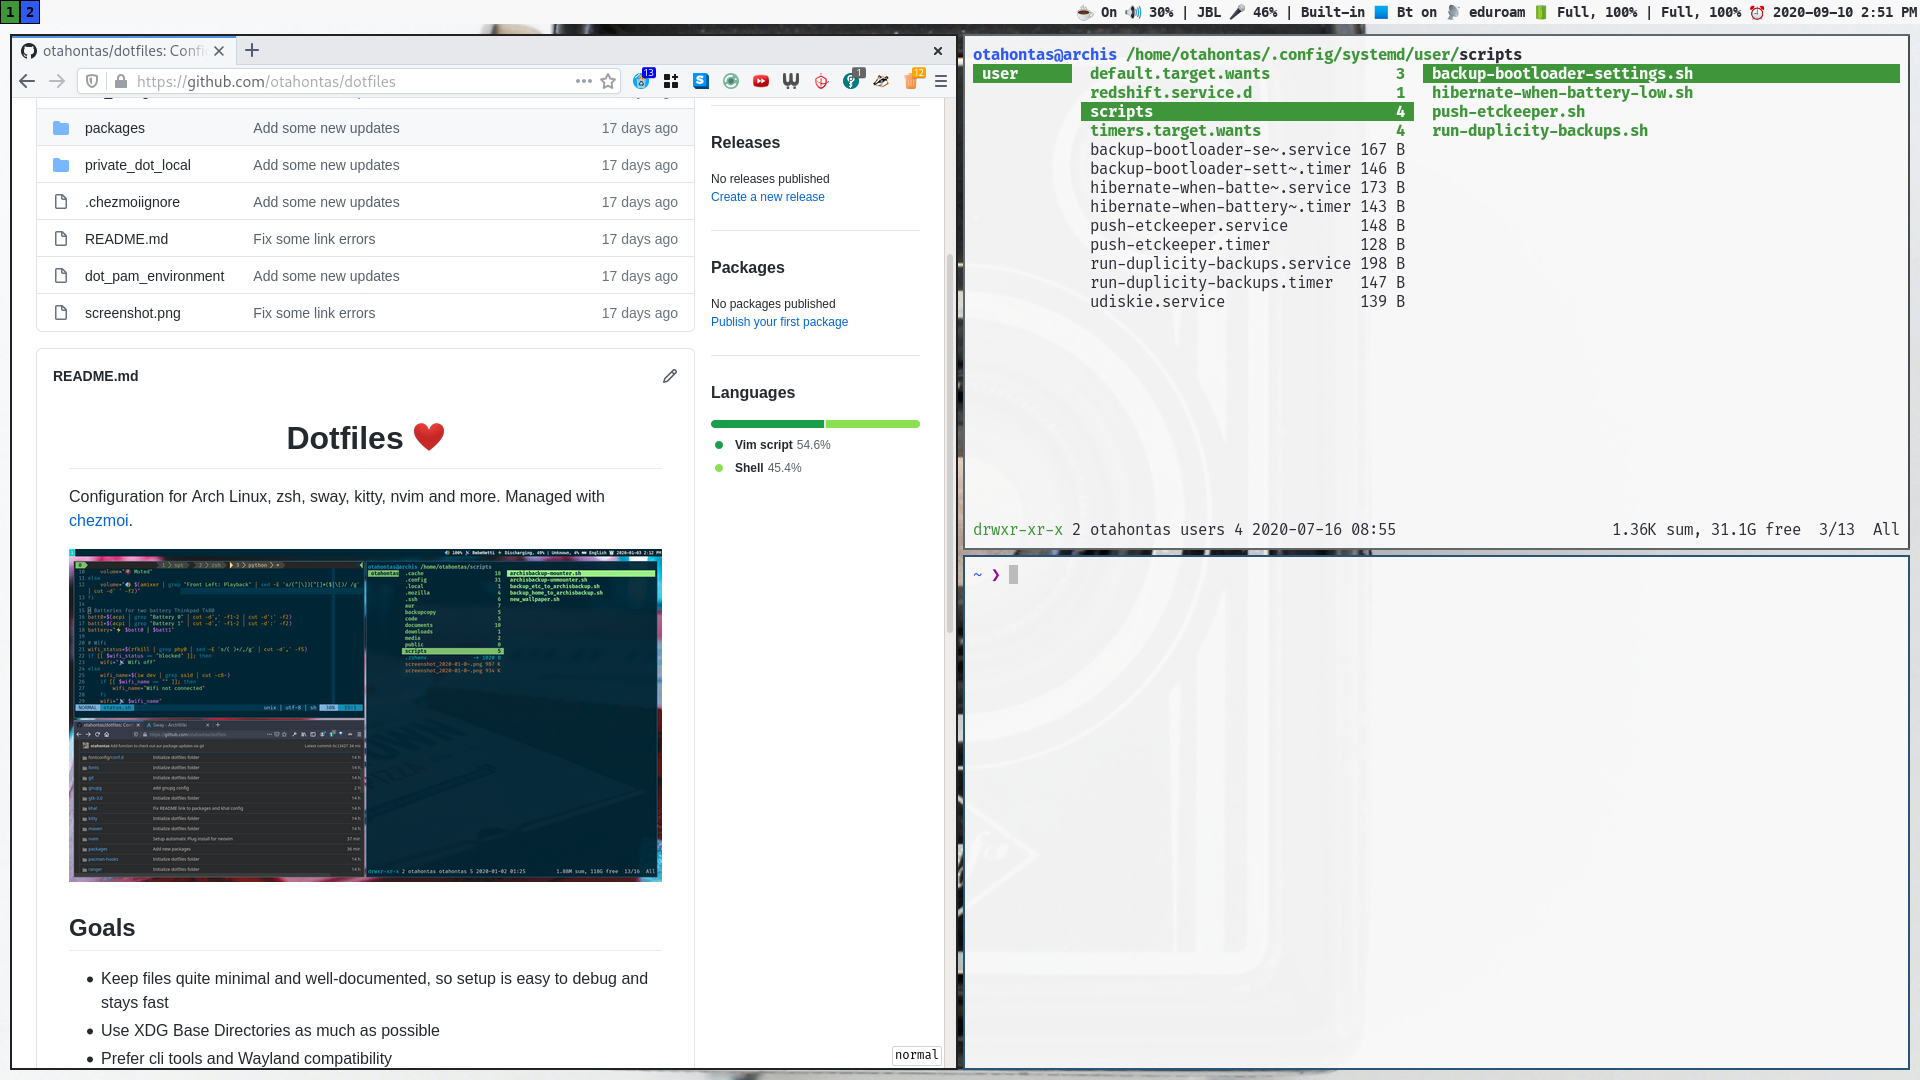 1 2
On 30% | JBL 46% | Built-in Bt on eduroam Full, 100% | Full, 100% 2020-09-10 2:51 PM
otahontas/dotfiles: Confi
https://github.com/otahontas/dotfiles
13
1
12
17 days ago
packages Add some new updates 17 days ago
private_dot_local Add some new updates 17 days ago
.chezmoiignore Add some new updates 17 days ago
README.md Fix some link errors 17 days ago
dot_pam_environment Add some new updates 17 days ago
screenshot.png Fix some link errors 17 days ago
README.md
Dotfiles ❤️
Configuration for Arch Linux, zsh, sway, kitty, nvim and more. Managed with
chezmoi.
Goals
• Keep files quite minimal and well-documented, so setup is easy to debug and
stays fast
• Use XDG Base Directories as much as possible
• Prefer cli tools and Wayland compatibility
Releases
No releases published
Create a new release
Packages
No packages published
Publish your first package
Languages
Vim script 54.6%
Shell 45.4%
normal
otahontas@archis /home/otahontas/.config/systemd/user/scripts
user
default.target.wants 3
redshift.service.d 1
scripts 4
timers.target.wants 4
backup-bootloader-se~.service 167 B
backup-bootloader-sett~.timer 146 B
hibernate-when-batte~.service 173 B
hibernate-when-battery~.timer 143 B
push-etckeeper.service 148 B
push-etckeeper.timer 128 B
run-duplicity-backups.service 198 B
run-duplicity-backups.timer 147 B
udiskie.service 139 B
backup-bootloader-settings.sh
hibernate-when-battery-low.sh
push-etckeeper.sh
run-duplicity-backups.sh
drwxr-xr-x 2 otahontas users 4 2020-07-16 08:55 1.36K sum, 31.1G free 3/13 All
~ ❯